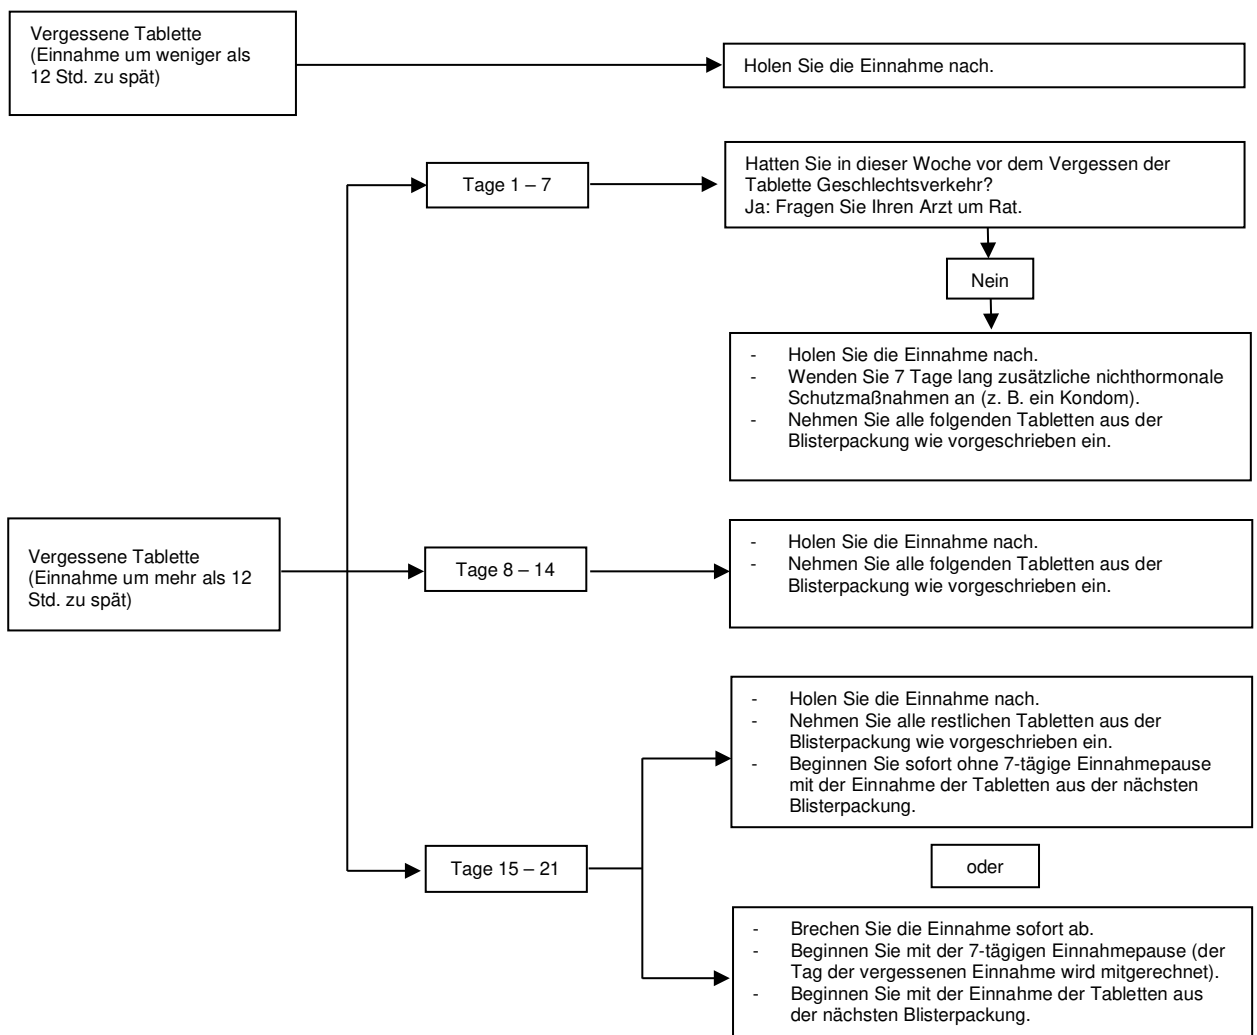 Vergessene Tablette
(Einnahme um weniger als
12 Std. zu spät)
Holen Sie die Einnahme nach.
Tage 1 – 7
Hatten Sie in dieser Woche vor dem Vergessen der
Tablette Geschlechtsverkehr?
Ja: Fragen Sie Ihren Arzt um Rat.
Nein
- Holen Sie die Einnahme nach.
- Wenden Sie 7 Tage lang zusätzliche nichthormonale
Schutzmaßnahmen an (z. B. ein Kondom).
- Nehmen Sie alle folgenden Tabletten aus der
Blisterpackung wie vorgeschrieben ein.
Vergessene Tablette
(Einnahme um mehr als 12
Std. zu spät)
Tage 8 – 14
- Holen Sie die Einnahme nach.
- Nehmen Sie alle folgenden Tabletten aus der
Blisterpackung wie vorgeschrieben ein.
Tage 15 – 21
- Holen Sie die Einnahme nach.
- Nehmen Sie alle restlichen Tabletten aus der
Blisterpackung wie vorgeschrieben ein.
- Beginnen Sie sofort ohne 7-tägige Einnahmepause
mit der Einnahme der Tabletten aus der nächsten
Blisterpackung.
oder
- Brechen Sie die Einnahme sofort ab.
- Beginnen Sie mit der 7-tägigen Einnahmepause (der
Tag der vergessenen Einnahme wird mitgerechnet).
- Beginnen Sie mit der Einnahme der Tabletten aus
der nächsten Blisterpackung.